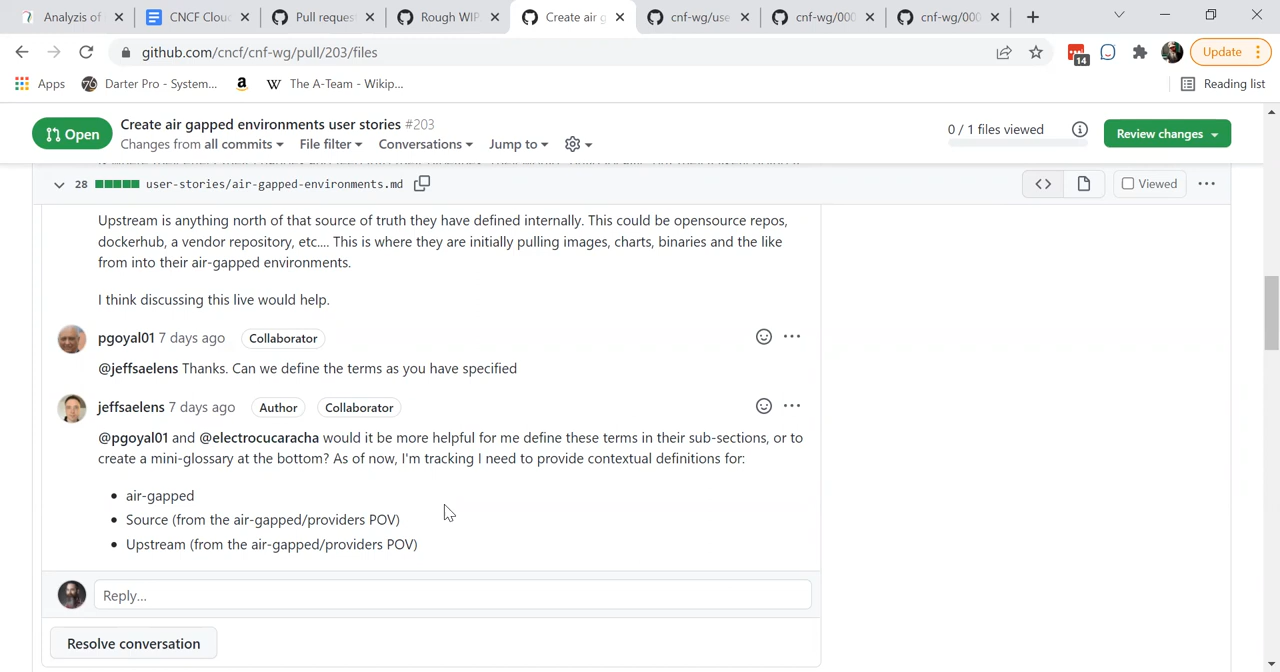 Analyzis of
CNCF Clou
Pull reques
Rough WIP
Create air g
cnf-wg/use
cnf-wg/000
cnf-wg/000
github.com/cncf/cnf-wg/pull/203/files
14
Update
Apps
Darter Pro - System...
a
W The A-Team - Wikip...
Reading list
Open
Create air gapped environments user stories #203
Changes from all commits
File filter
Conversations
Jump to
0 / 1 files viewed
Review changes
28
user-stories/air-gapped-environments.md
Viewed
Upstream is anything north of that source of truth they have defined internally. This could be opensource repos,
dockerhub, a vendor repository, etc.... This is where they are initially pulling images, charts, binaries and the like
from into their air-gapped environments.
I think discussing this live would help.
pgoyal01 7 days ago Collaborator
@jeffsaelens Thanks. Can we define the terms as you have specified
jeffsaelens 7 days ago Author Collaborator
@pgoyal01 and @electrocucaracha would it be more helpful for me define these terms in their sub-sections, or to
create a mini-glossary at the bottom? As of now, I'm tracking I need to provide contextual definitions for:
• air-gapped
• Source (from the air-gapped/providers POV)
• Upstream (from the air-gapped/providers POV)
Reply...
Resolve conversation